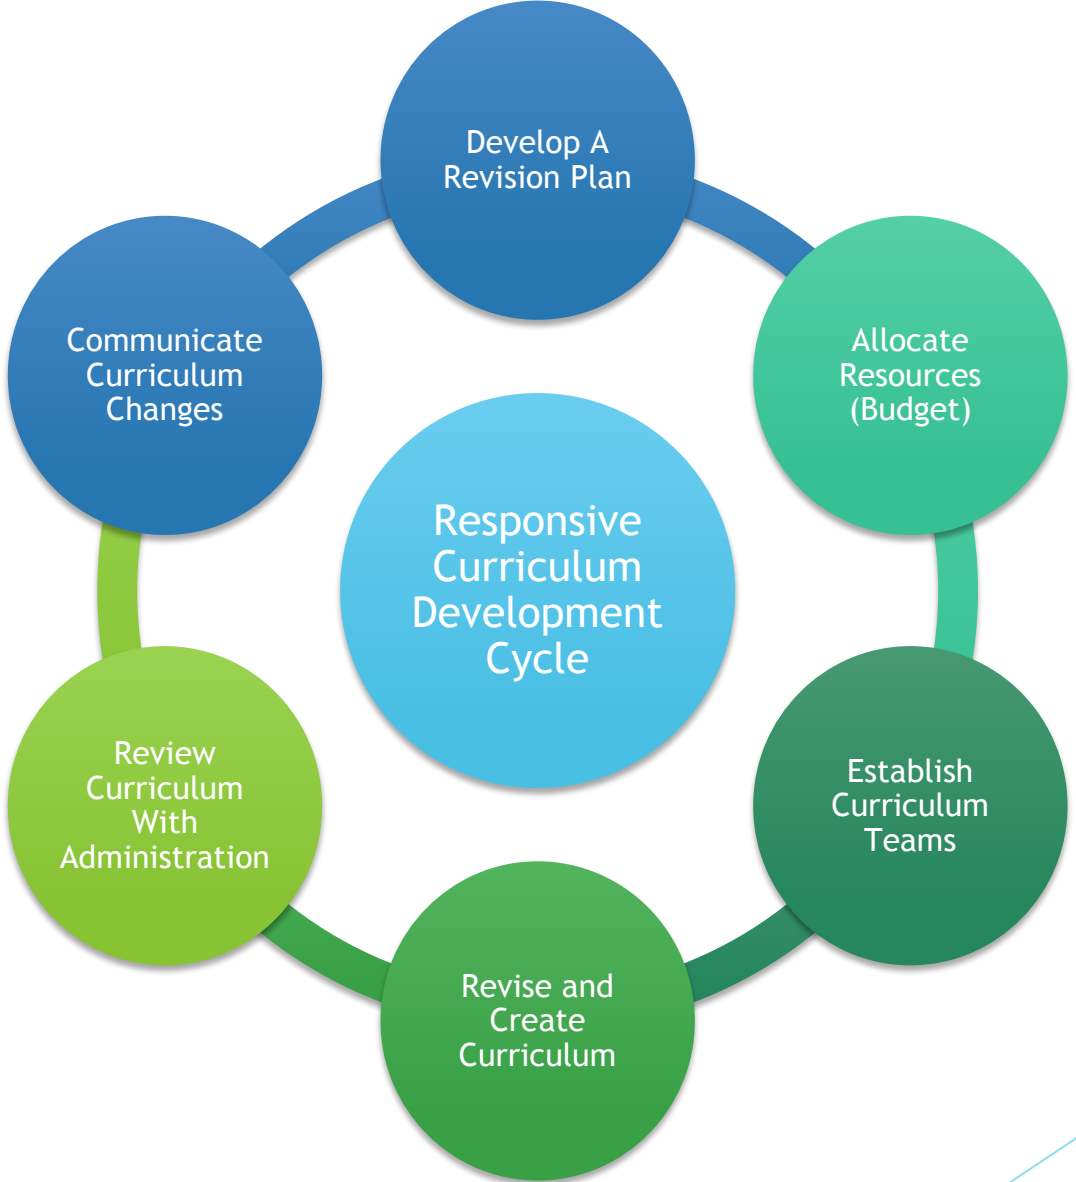 Develop A
Revision Plan
Allocate
Resources
(Budget)
Establish
Curriculum
Teams
Revise and
Create
Curriculum
Review
Curriculum
With
Administration
Communicate
Curriculum
Changes
Responsive
Curriculum
Development
Cycle